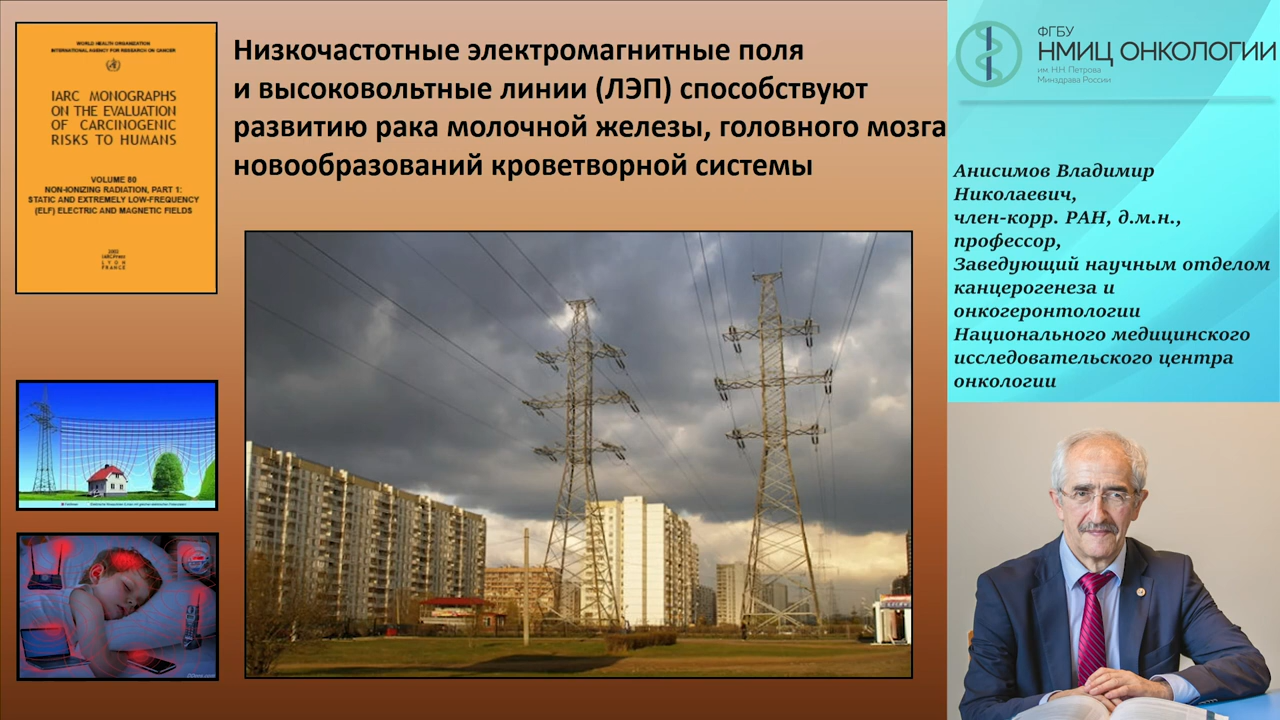 WORLD HEALTH ORGANIZATION
INTERNATIONAL AGENCY FOR RESEARCH ON CANCER
IARC MONOGRAPHS
ON THE EVALUATION
OF CARCINOGENIC
RISKS TO HUMANS
VOLUME 80
NON-IONIZING RADIATION, PART 1:
STATIC AND EXTREMELY LOW-FREQUENCY
(ELF) ELECTRIC AND MAGNETIC FIELDS
2002
IARCPress
LYON
FRANCE
Низкочастотные электромагнитные поля
и высоковольтные линии (ЛЭП) способствуют
развитию рака молочной железы, головного мозга
новообразований кроветворной системы
ФГБУ
НМИЦ ОНКОЛОГИИ
им. Н.Н. Петрова
Минздрава России
Анисимов Владимир
Николаевич,
член-корр. РАН, д.м.н.,
профессор,
Заведующий научным отделом
канцерогенеза и
онкогеронтологии
Национального медицинского
исследовательского центра
онкологии